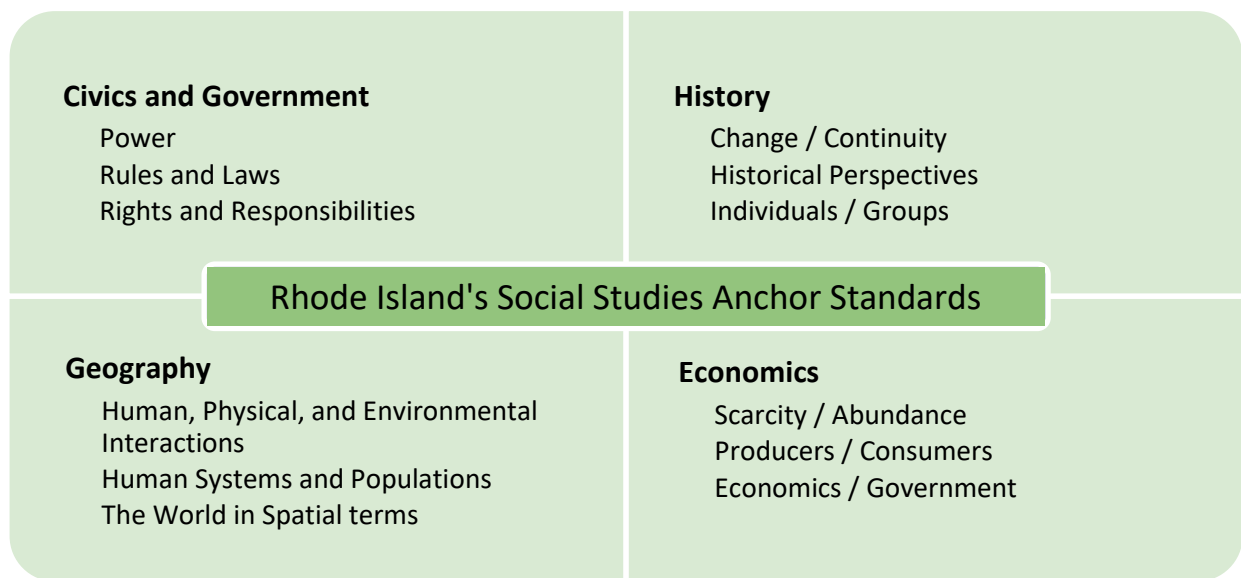 Civics and Government
Power
Rules and Laws
Rights and Responsibilities
History
Change / Continuity
Historical Perspectives
Individuals / Groups
Rhode Island's Social Studies Anchor Standards
Geography
Human, Physical, and Environmental
Interactions
Human Systems and Populations
The World in Spatial terms
Economics
Scarcity / Abundance
Producers / Consumers
Economics / Government